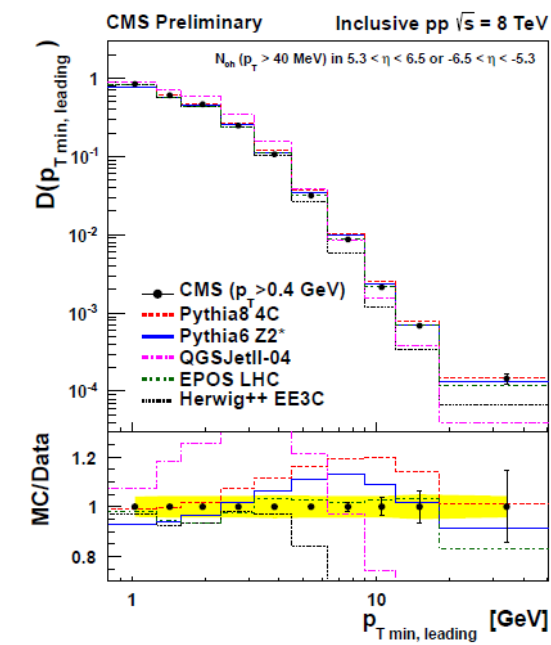 CMS Preliminary Inclusive pp √s = 8 TeV
N_ch (p_T > 40 MeV) in 5.3 < η < 6.5 or -6.5 < η < -5.3
D(p_T min, leading)
1
10^-1
10^-2
10^-3
10^-4
CMS (p_T>0.4 GeV)
Pythia8 4C
Pythia6 Z2*
QGSJetII-04
EPOS LHC
Herwig++ EE3C
MC/Data
1.2
1
0.8
1 10
p_T min, leading [GeV]